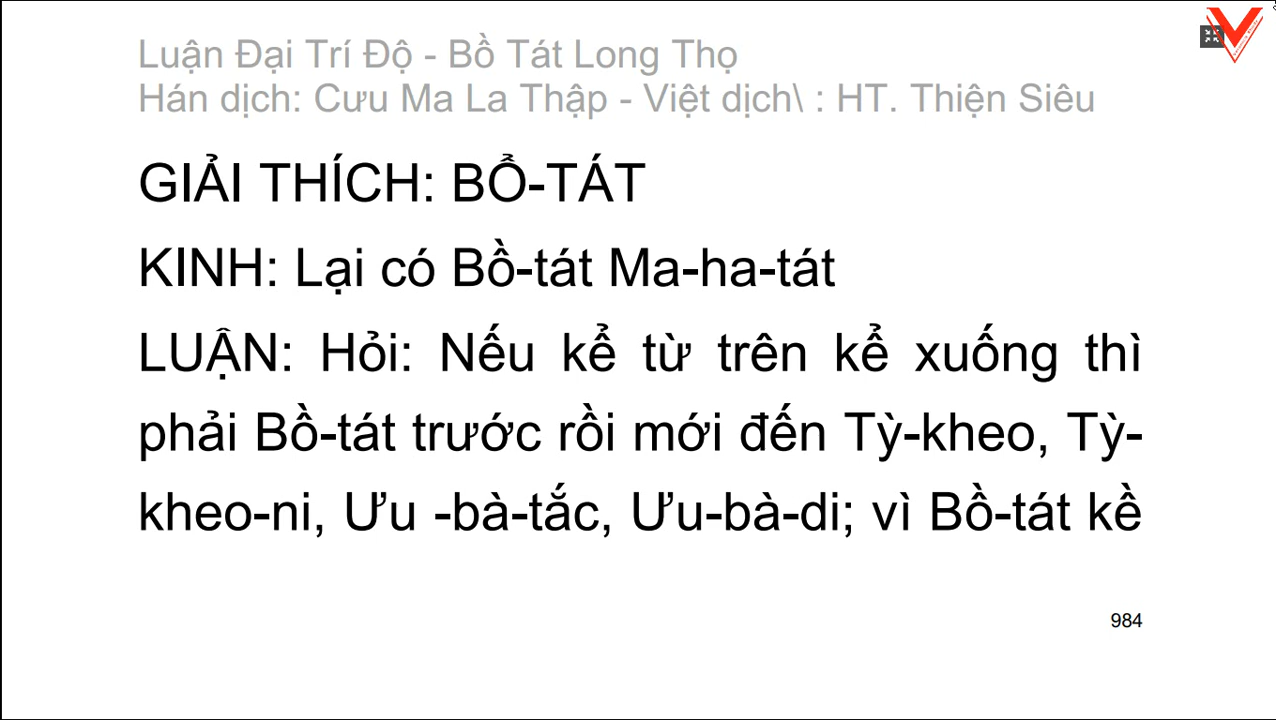 Luận Đại Trí Độ - Bồ Tát Long Thọ
Hán dịch: Cưu Ma La Thập - Việt dịch\ : HT. Thiện Siêu
GIẢI THÍCH: BỔ-TÁT
KINH: Lại có Bồ-tát Ma-ha-tát
LUẬN: Hỏi: Nếu kể từ trên kể xuống thì
phải Bồ-tát trước rồi mới đến Tỳ-kheo, Tỳ-
kheo-ni, Ưu -bà-tắc, Ưu-bà-di; vì Bồ-tát kề
984